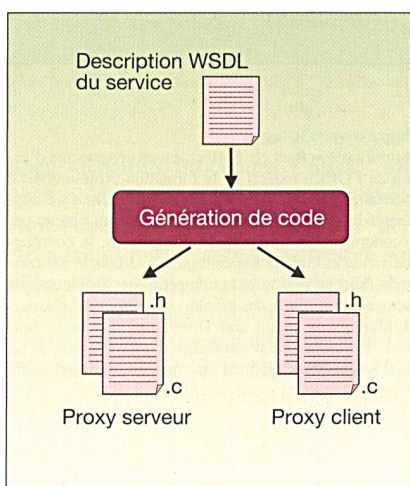 Description WSDL
du service
Génération de code
.h
.h
.c
.c
Proxy serveur
Proxy client